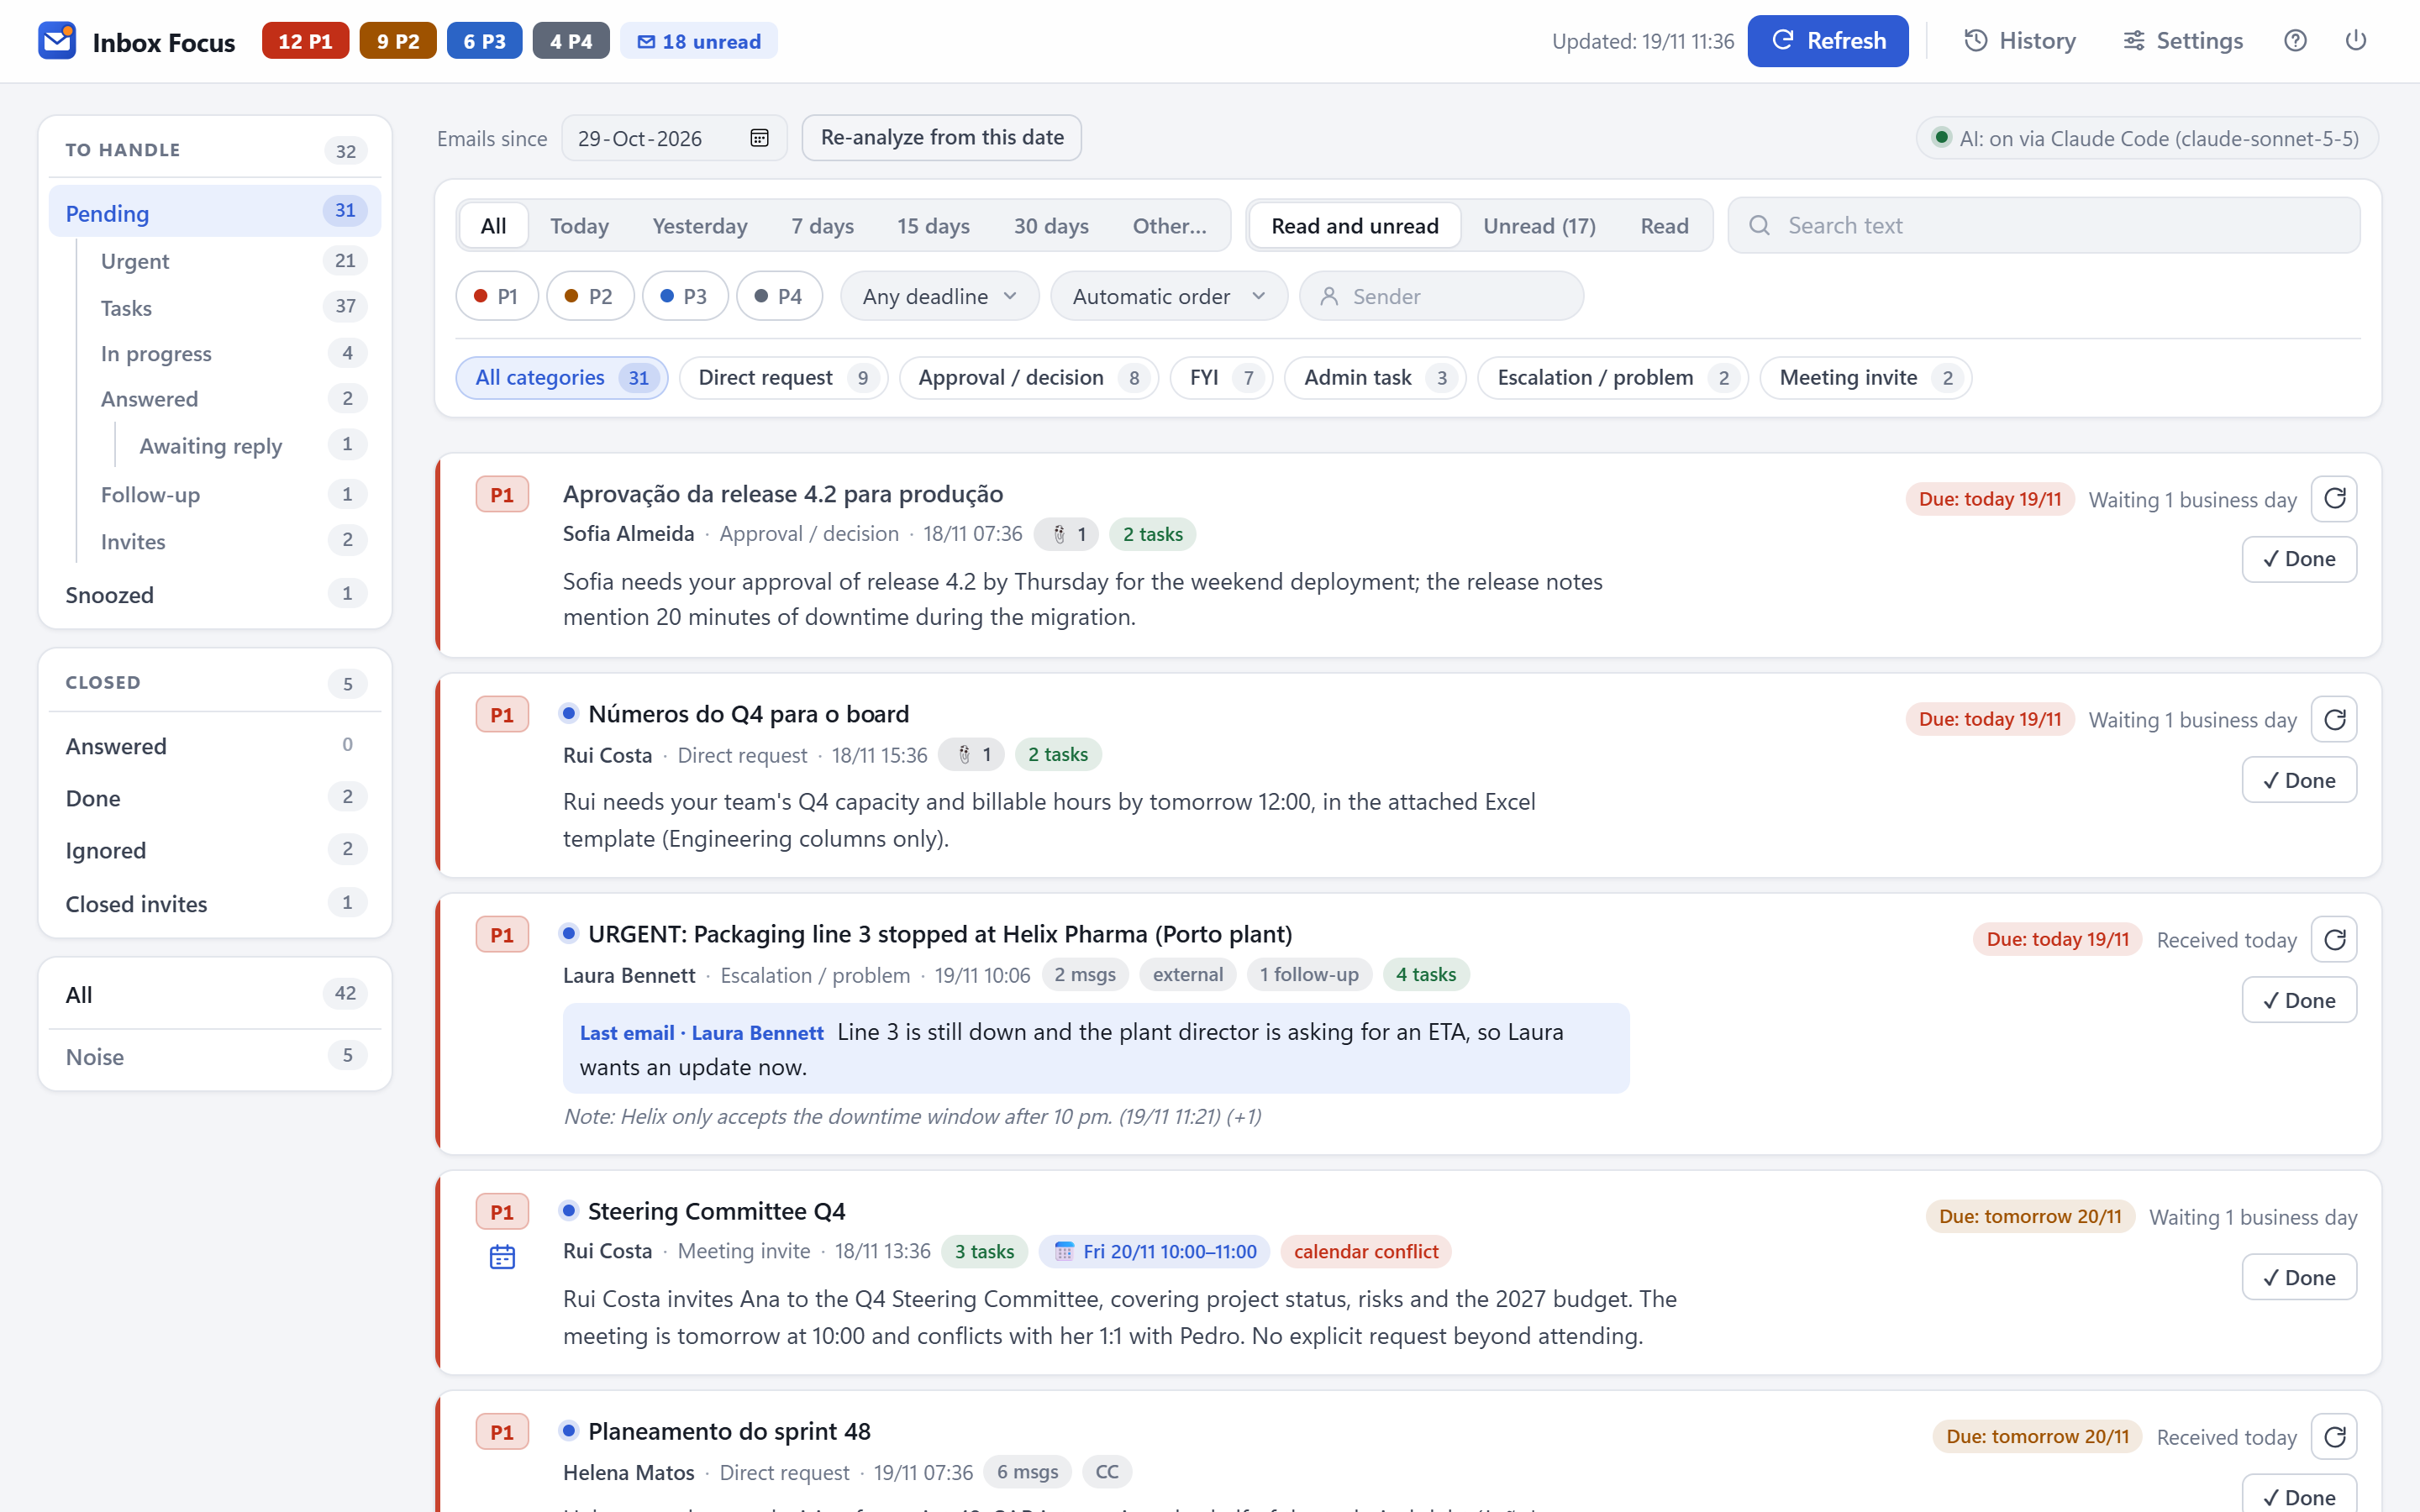 Inbox Focus 12 P1 9 P2 6 P3 4 P4 18 unread Updated: 19/11 11:36 Refresh History Settings
TO HANDLE 32
Pending 31
Urgent 21
Tasks 37
In progress 4
Answered 2
Awaiting reply 1
Follow-up 1
Invites 2
Snoozed 1
CLOSED 5
Answered 0
Done 2
Ignored 2
Closed invites 1
All 42
Noise 5
Emails since 29-Oct-2026 Re-analyze from this date AI: on via Claude Code (claude-sonnet-5-5)
All Today Yesterday 7 days 15 days 30 days Other... Read and unread Unread (17) Read Search text
P1 P2 P3 P4 Any deadline Automatic order Sender
All categories 31 Direct request 9 Approval / decision 8 FYI 7 Admin task 3 Escalation / problem 2 Meeting invite 2
P1 Aprovação da release 4.2 para produção Due: today 19/11 Waiting 1 business day
Sofia Almeida · Approval / decision · 18/11 07:36 1 2 tasks
✓ Done
Sofia needs your approval of release 4.2 by Thursday for the weekend deployment; the release notes
mention 20 minutes of downtime during the migration.
P1 Números do Q4 para o board Due: today 19/11 Waiting 1 business day
Rui Costa · Direct request · 18/11 15:36 1 2 tasks
✓ Done
Rui needs your team's Q4 capacity and billable hours by tomorrow 12:00, in the attached Excel
template (Engineering columns only).
P1 URGENT: Packaging line 3 stopped at Helix Pharma (Porto plant) Due: today 19/11 Received today
Laura Bennett · Escalation / problem · 19/11 10:06 2 msgs external 1 follow-up 4 tasks
✓ Done
Last email · Laura Bennett Line 3 is still down and the plant director is asking for an ETA, so Laura
wants an update now.
Note: Helix only accepts the downtime window after 10 pm. (19/11 11:21) (+1)
P1 Steering Committee Q4 Due: tomorrow 20/11 Waiting 1 business day
Rui Costa · Meeting invite · 18/11 13:36 3 tasks Fri 20/11 10:00–11:00 calendar conflict
✓ Done
Rui Costa invites Ana to the Q4 Steering Committee, covering project status, risks and the 2027 budget. The
meeting is tomorrow at 10:00 and conflicts with her 1:1 with Pedro. No explicit request beyond attending.
P1 Planeamento do sprint 48 Due: tomorrow 20/11 Received today
Helena Matos · Direct request · 19/11 07:36 6 msgs CC
✓ Done